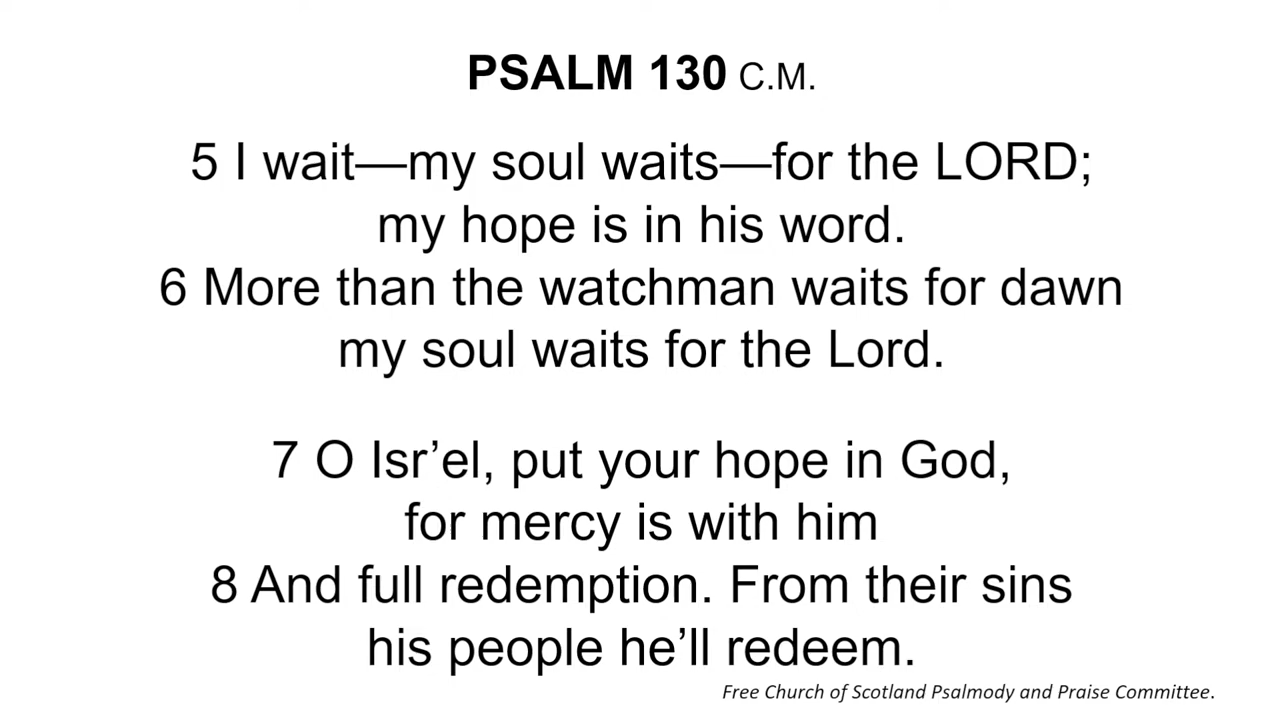 PSALM 130 C.M.
5 I wait—my soul waits—for the LORD;
my hope is in his word.
6 More than the watchman waits for dawn
my soul waits for the Lord.
7 O Isr’el, put your hope in God,
for mercy is with him
8 And full redemption. From their sins
his people he’ll redeem.
Free Church of Scotland Psalmody and Praise Committee.